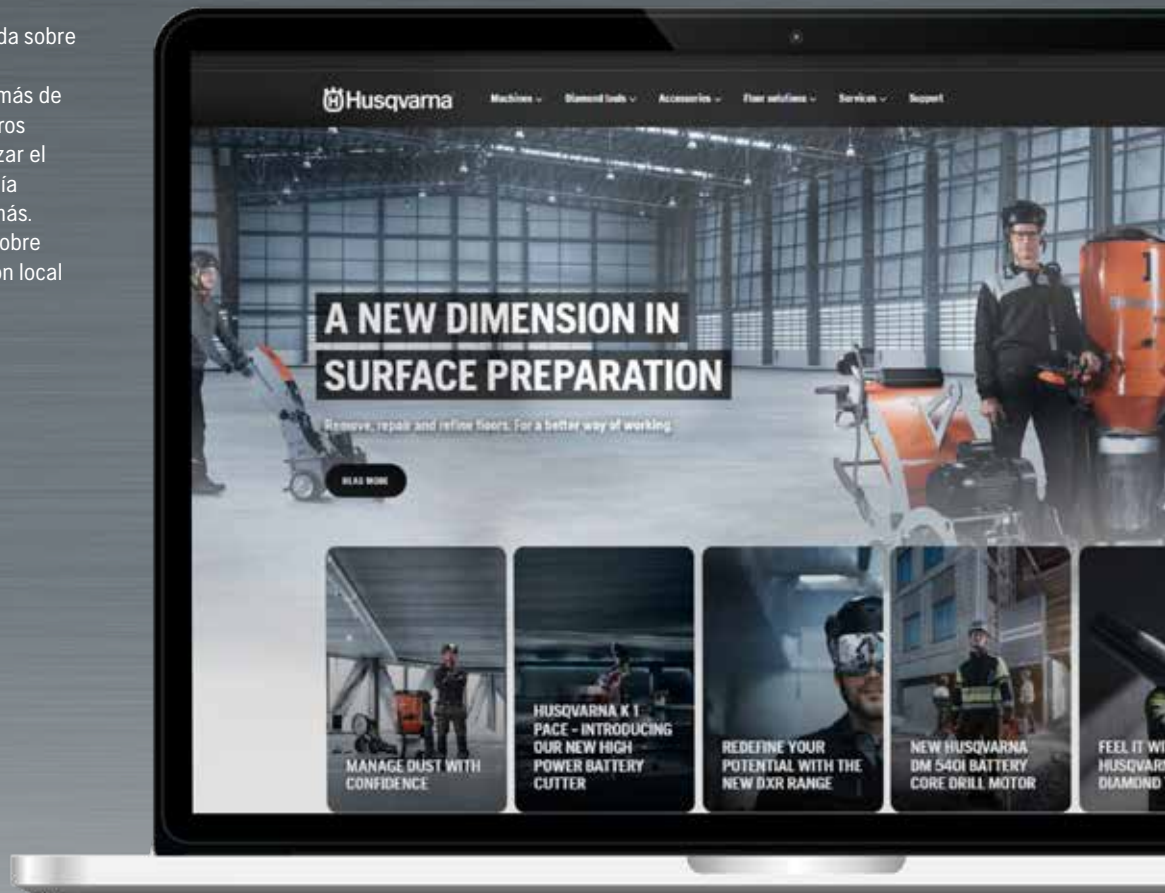 da sobre
más de
ros
zar el
ía
más.
obre
ón local
Husqvarna
Machines
Diamond tools
Accessories
Floor solutions
Services
Support
A NEW DIMENSION IN
SURFACE PREPARATION
Remove, repair and refine floors. For a better way of working.
READ MORE
MANAGE DUST WITH
CONFIDENCE
HUSQVARNA K 1
PACE - INTRODUCING
OUR NEW HIGH
POWER BATTERY
CUTTER
REDEFINE YOUR
POTENTIAL WITH THE
NEW DXR RANGE
NEW HUSQVARNA
DM 540I BATTERY
CORE DRILL MOTOR
FEEL IT WI
HUSQVARN
DIAMOND